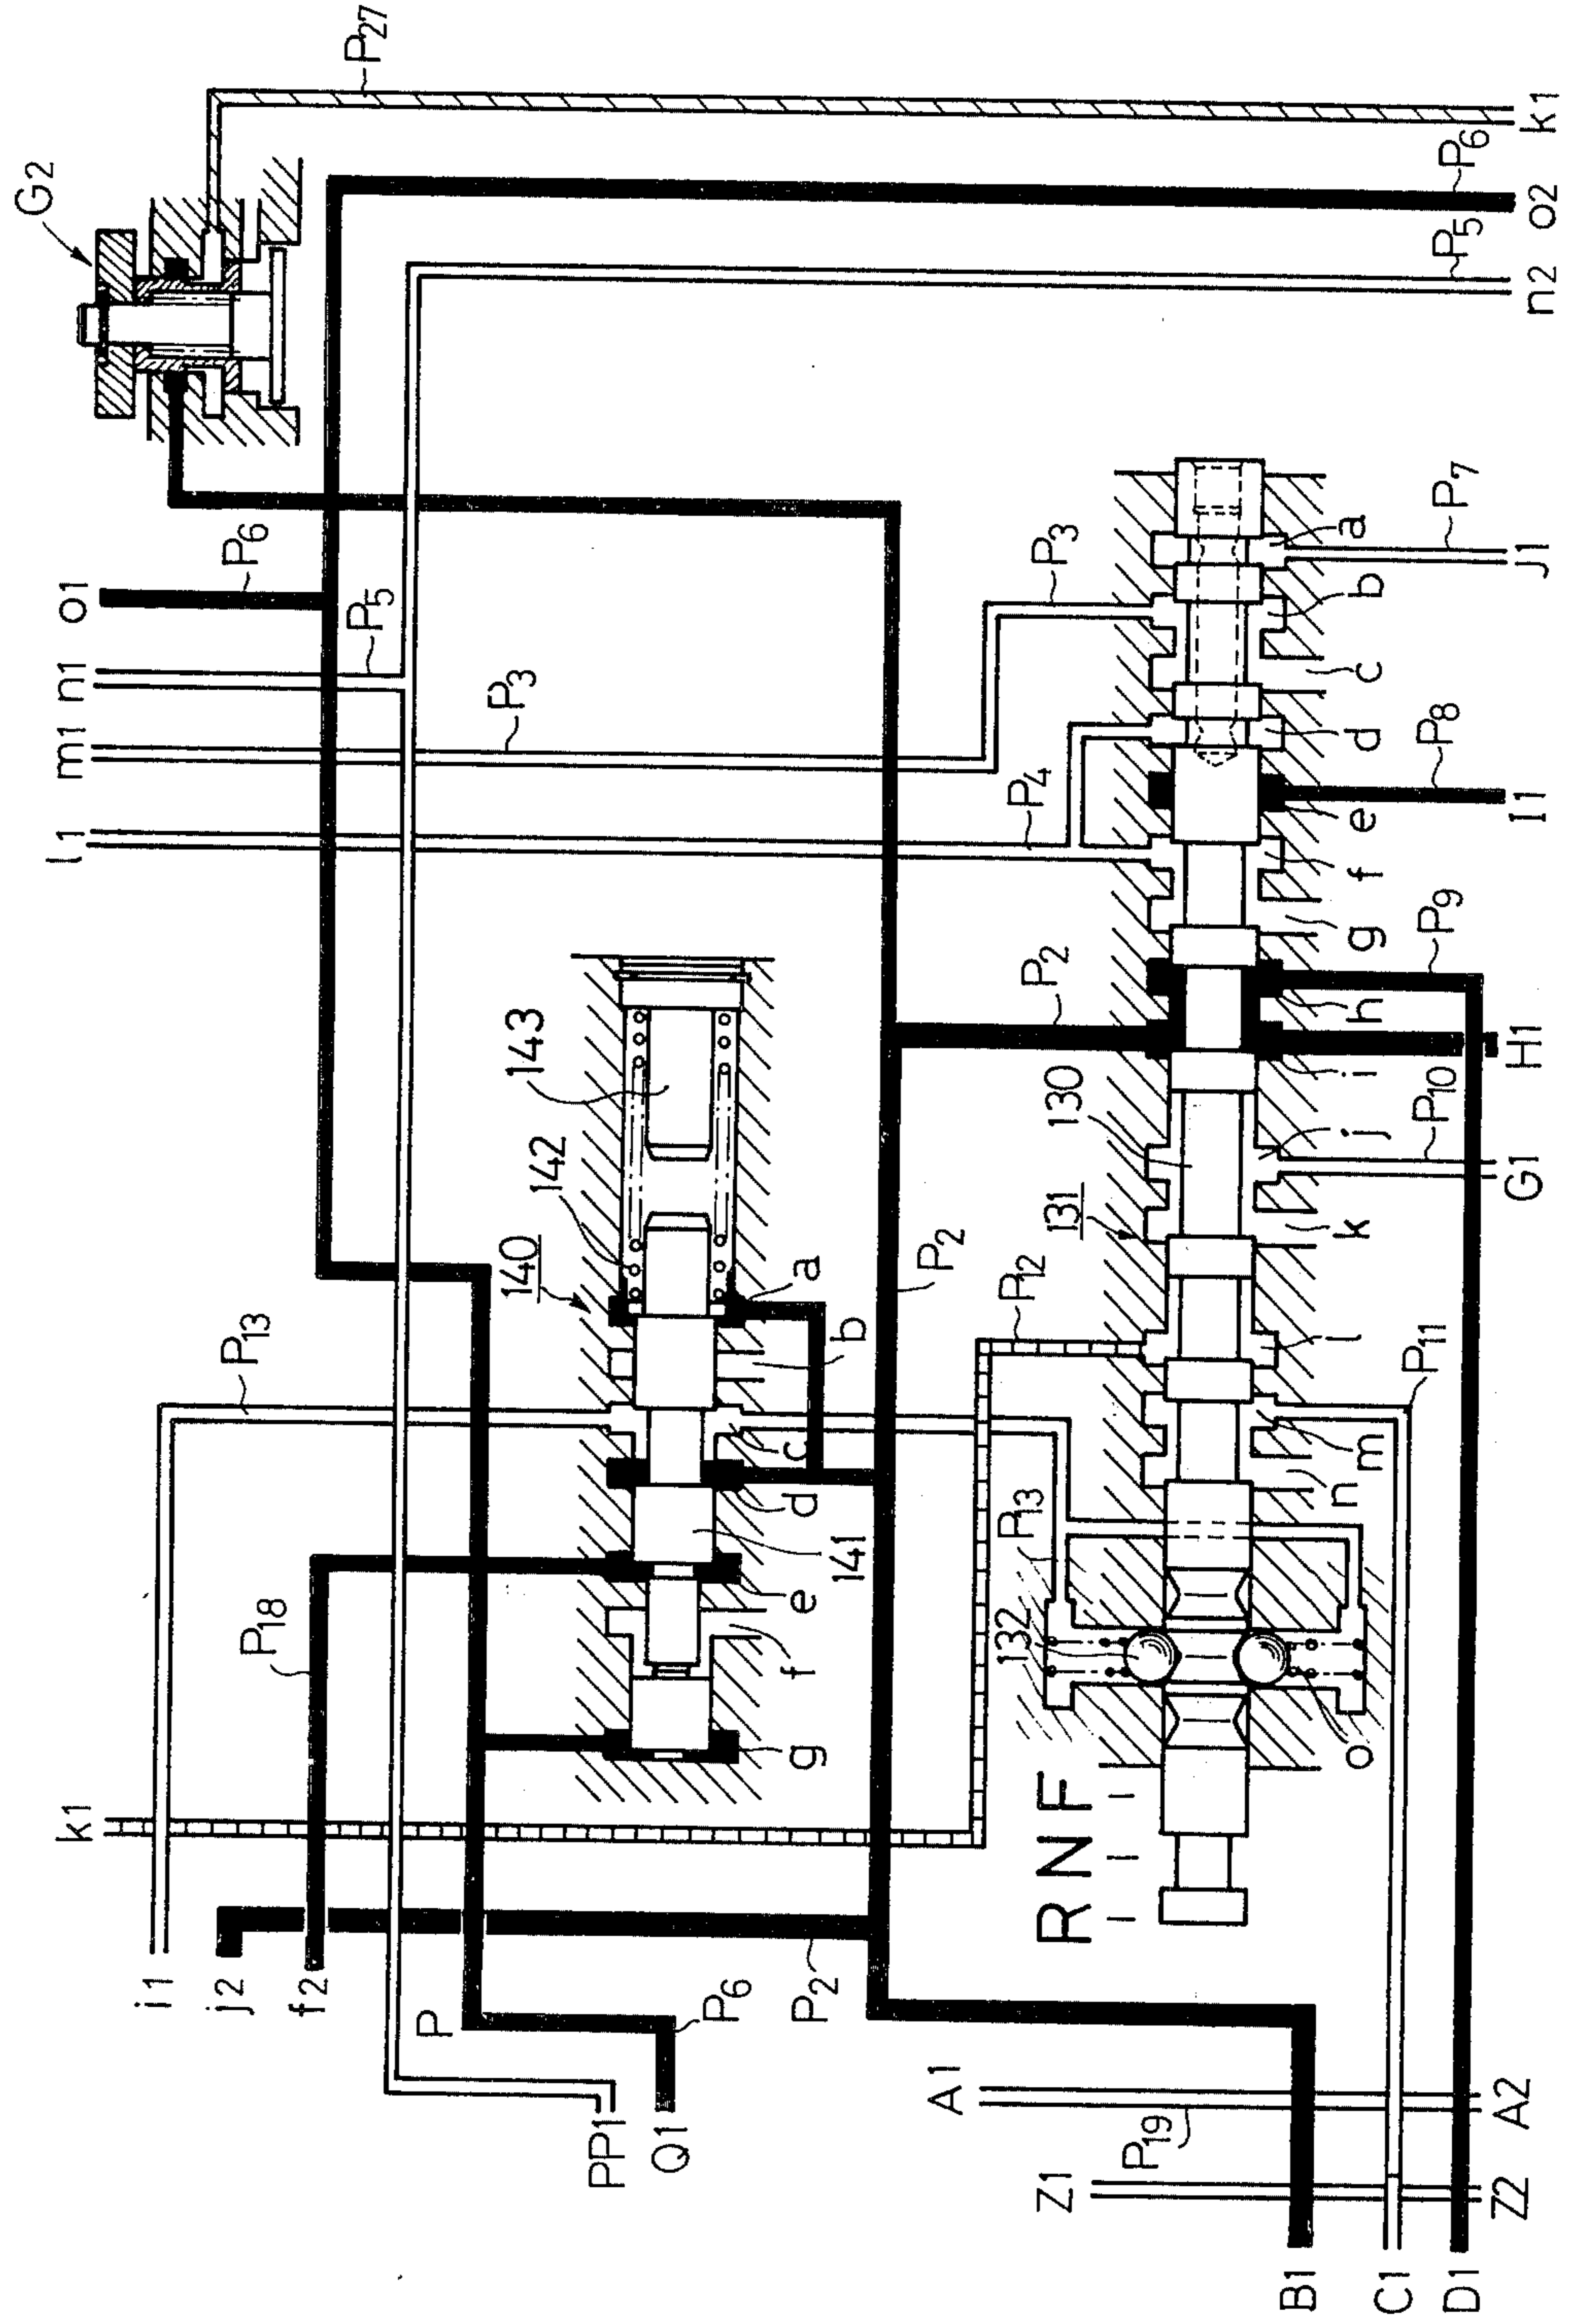 G2
P27
k1
P6
o2
P5
n2
o1
P6
n1
P5
m1
P3
P3
l1
P4
a
P7
J1
b
c
d
P8
e
I1
f
g
P9
h
P2
i
H1
P10
j
G1
130
131
k
l
P12
P11
m
n
P13
132
o
143
142
140
a
b
P2
c
d
141
e
f
g
P13
P18
k1
i1
j2
f2
P
P6
P2
PP1
Q1
R N F
A1
P19
A2
Z1
Z2
B1
C1
D1